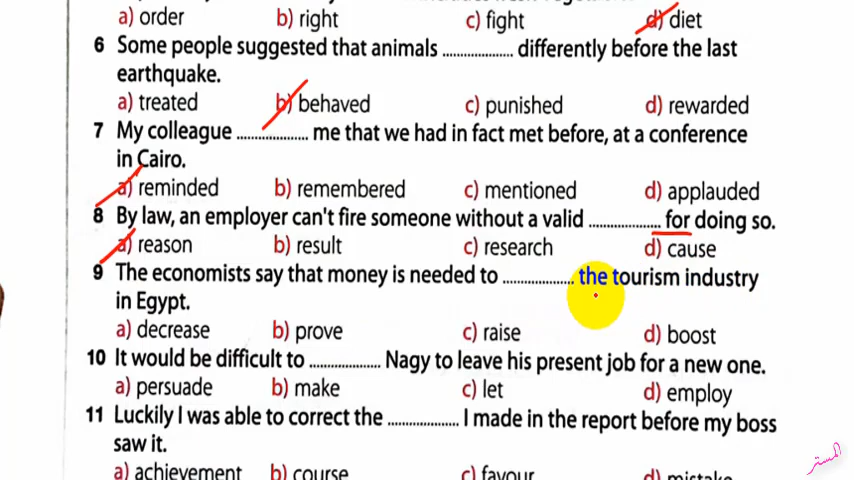 a) order b) right c) fight d) diet
6 Some people suggested that animals .................. differently before the last
earthquake.
a) treated b) behaved c) punished d) rewarded
7 My colleague .................. me that we had in fact met before, at a conference
in Cairo.
a) reminded b) remembered c) mentioned d) applauded
8 By law, an employer can't fire someone without a valid .................. for doing so.
a) reason b) result c) research d) cause
9 The economists say that money is needed to .................. the tourism industry
in Egypt.
a) decrease b) prove c) raise d) boost
10 It would be difficult to .................. Nagy to leave his present job for a new one.
a) persuade b) make c) let d) employ
11 Luckily I was able to correct the .................. I made in the report before my boss
saw it.
a) achievement b) course c) favour d) mistake
المستر